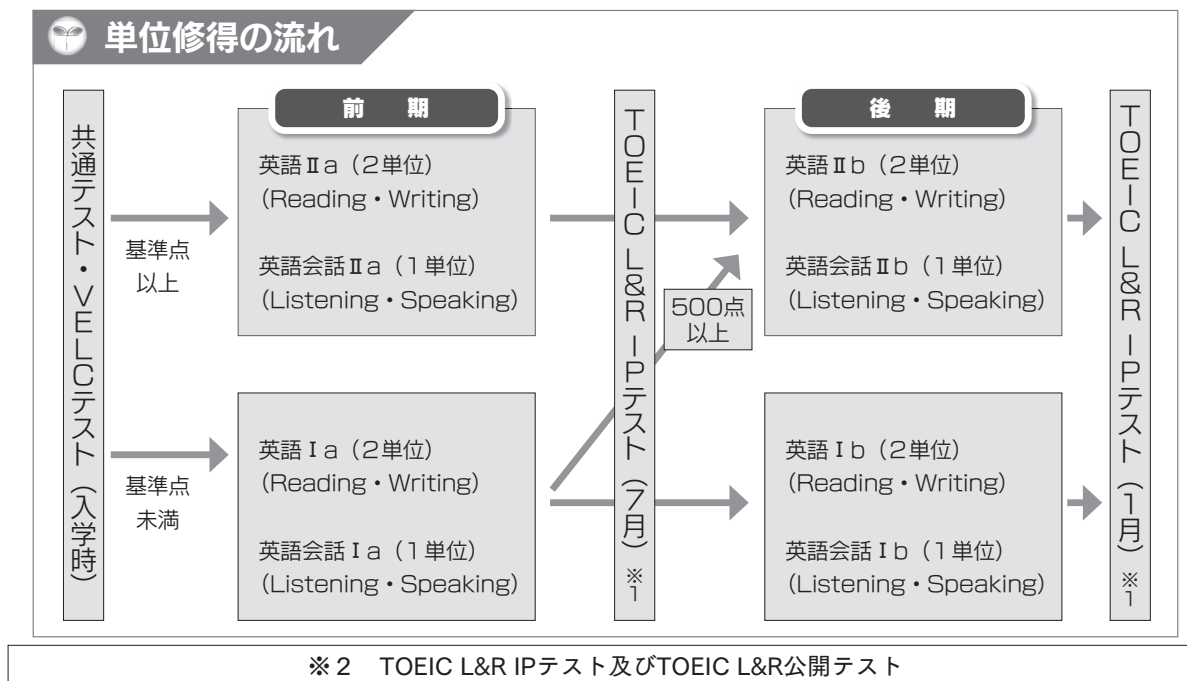 単位修得の流れ
共通テスト・VELCテスト（入学時）
基準点
以上
基準点
未満
前 期
英語Ⅱa（2単位）
（Reading・Writing）
英語会話Ⅱa（1単位）
（Listening・Speaking）
英語Ⅰa（2単位）
（Reading・Writing）
英語会話Ⅰa（1単位）
（Listening・Speaking）
TOEIC L&R IPテスト（7月）※1
500点
以上
後 期
英語Ⅱb（2単位）
（Reading・Writing）
英語会話Ⅱb（1単位）
（Listening・Speaking）
英語Ⅰb（2単位）
（Reading・Writing）
英語会話Ⅰb（1単位）
（Listening・Speaking）
TOEIC L&R IPテスト（1月）※1
※2 TOEIC L&R IPテスト及びTOEIC L&R公開テスト